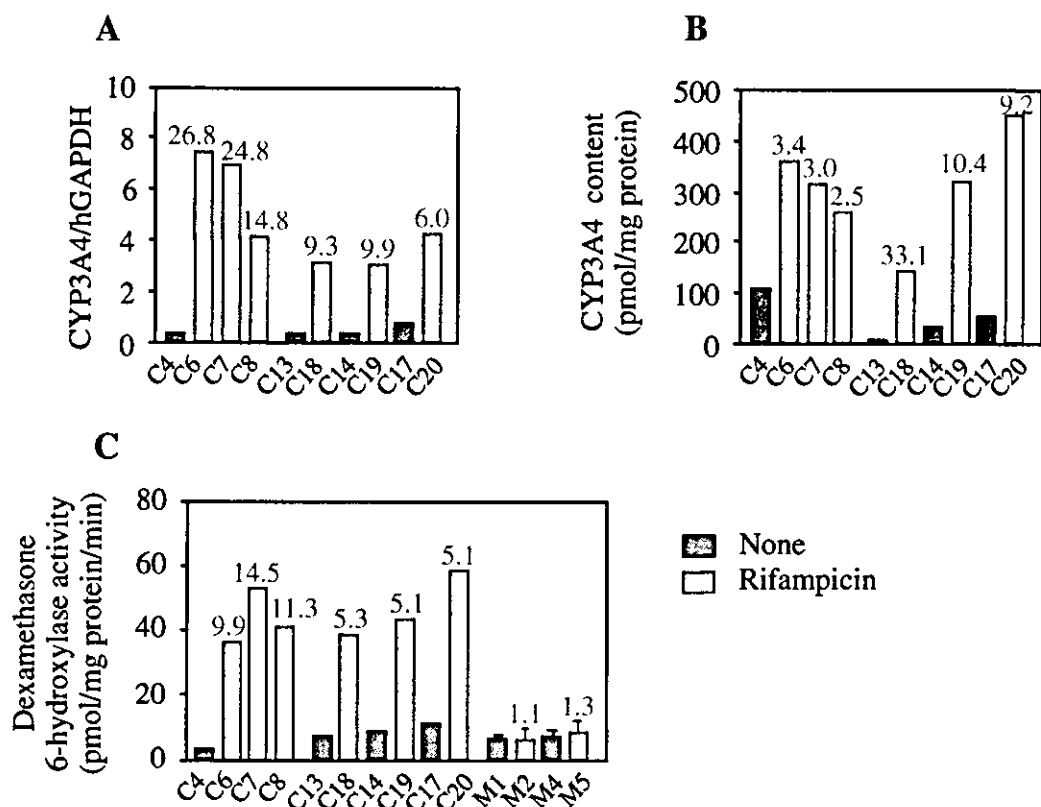 A
CYP3A4/hGAPDH
10
8
6
4
2
0
26.8
24.8
14.8
9.3
9.9
6.0
C4
C6
C7
C8
C13
C18
C14
C19
C17
C20
B
CYP3A4 content
(pmol/mg protein)
500
400
300
200
100
0
3.4
3.0
2.5
33.1
10.4
9.2
C4
C6
C7
C8
C13
C18
C14
C19
C17
C20
C
Dexamethasone
6-hydroxylase activity
(pmol/mg protein/min)
80
60
40
20
0
9.9
14.5
11.3
5.3
5.1
5.1
1.1
1.3
C4
C6
C7
C8
C13
C18
C14
C19
C17
C20
M1
M2
M4
M5
None
Rifampicin